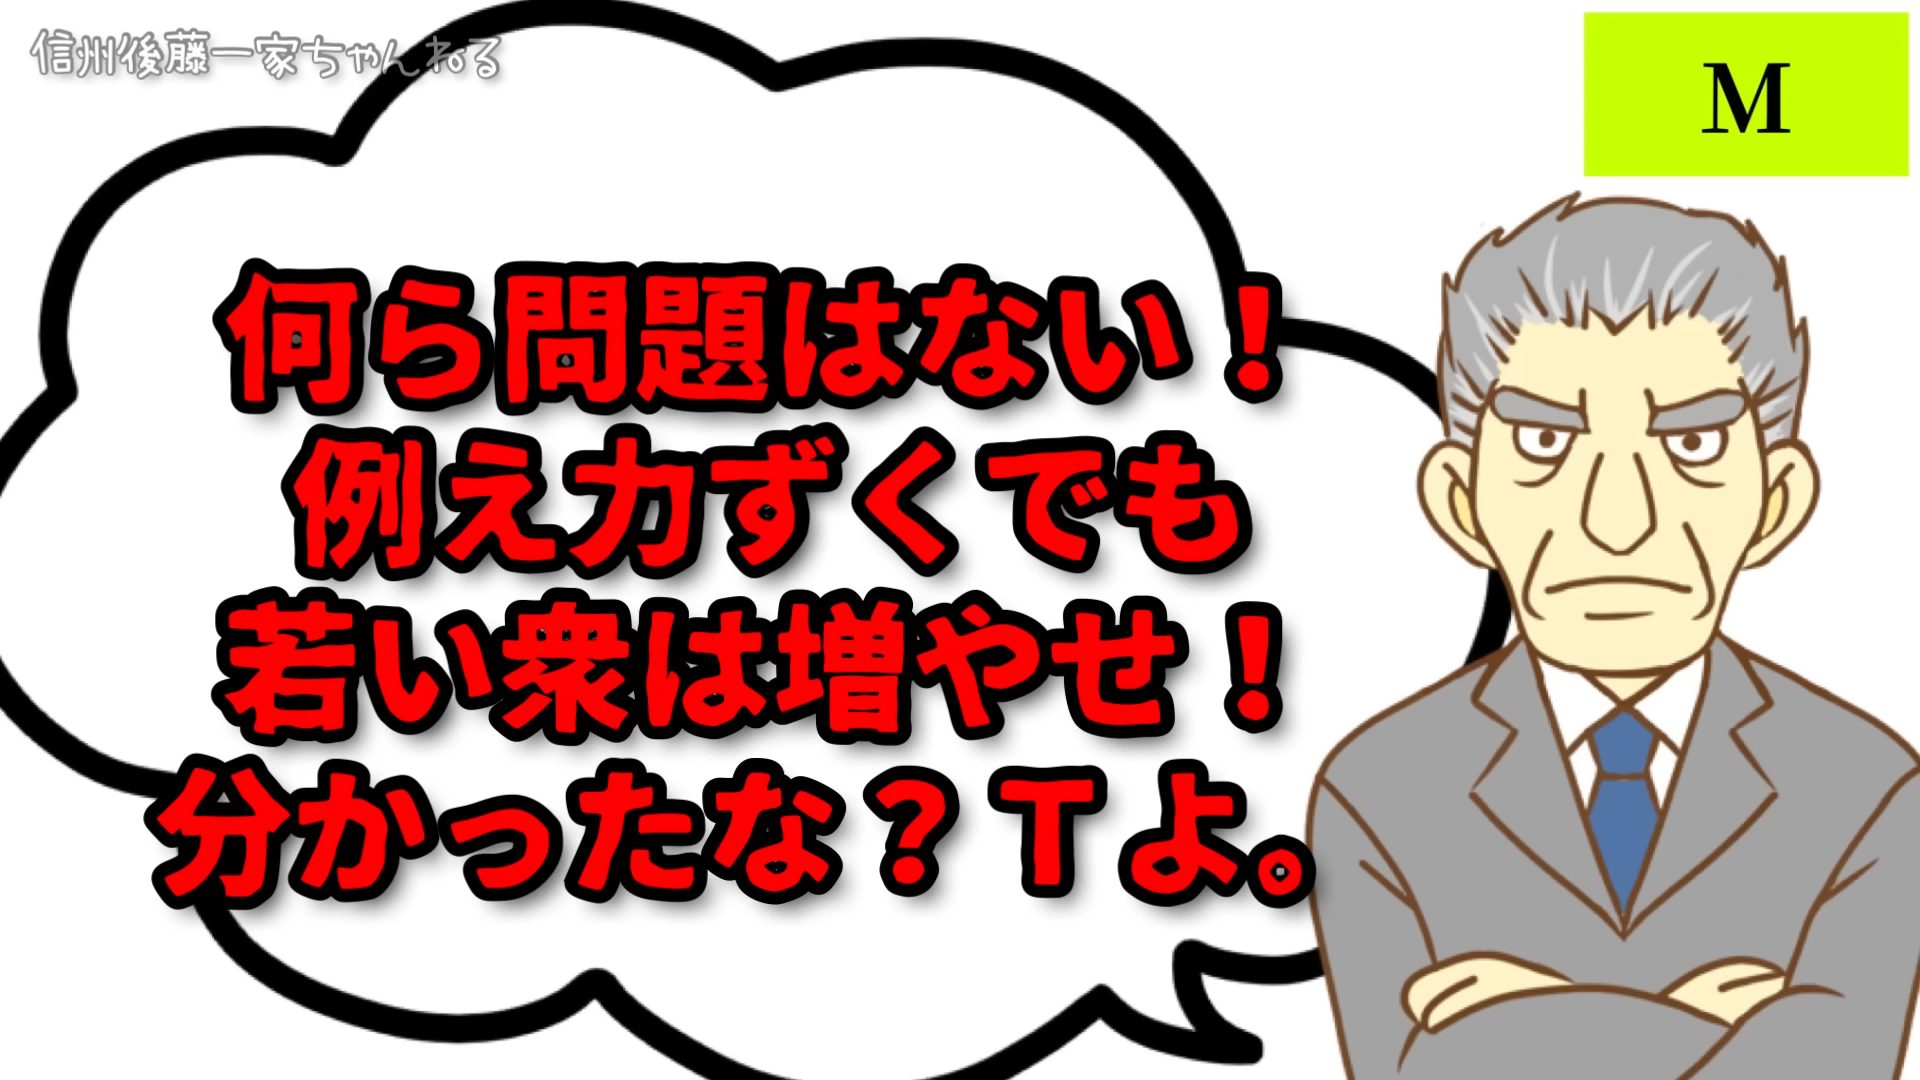 信州後藤一家ちゃんねる
M
何ら問題はない！
例え力ずくでも
若い衆は増やせ！
分かったな？Ｔよ。